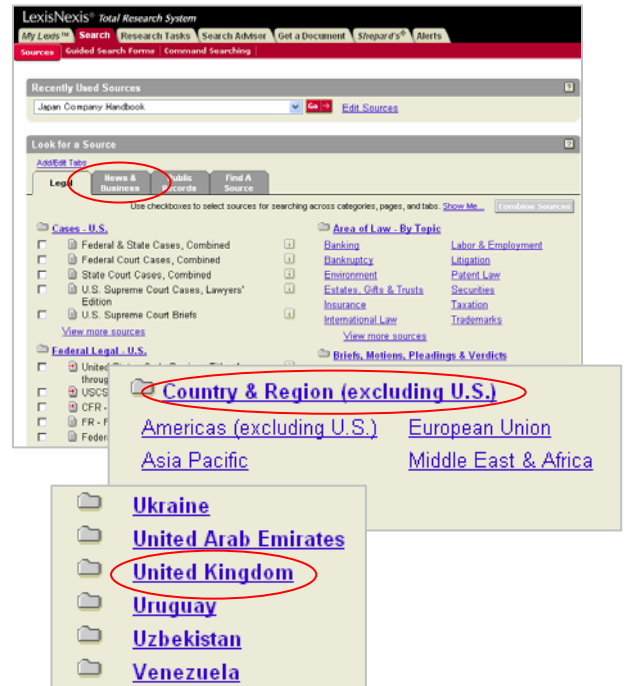 LexisNexis® Total Research System
My Lexis™ Search Research Tasks Search Advisor Get a Document Shepard's® Alerts
Sources Guided Search Forms Command Searching
Recently Used Sources ?
Japan Company Handbook Go Edit Sources
Look for a Source ?
Add/Edit Tabs
Legal News & Business Public Records Find A Source
Use checkboxes to select sources for searching across categories, pages, and tabs. Show Me... Combine Sources
Cases - U.S.
Federal & State Cases, Combined
Federal Court Cases, Combined
State Court Cases, Combined
U.S. Supreme Court Cases, Lawyers'
Edition
U.S. Supreme Court Briefs
View more sources
Federal Legal - U.S.
United
throug
USCS
CFR -
FR - F
Feder
Area of Law - By Topic
Banking Labor & Employment
Bankruptcy Litigation
Environment Patent Law
Estates, Gifts & Trusts Securities
Insurance Taxation
International Law Trademarks
View more sources
Briefs, Motions, Pleadings & Verdicts
Country & Region (excluding U.S.)
Americas (excluding U.S.) European Union
Asia Pacific Middle East & Africa
Ukraine
United Arab Emirates
United Kingdom
Uruguay
Uzbekistan
Venezuela